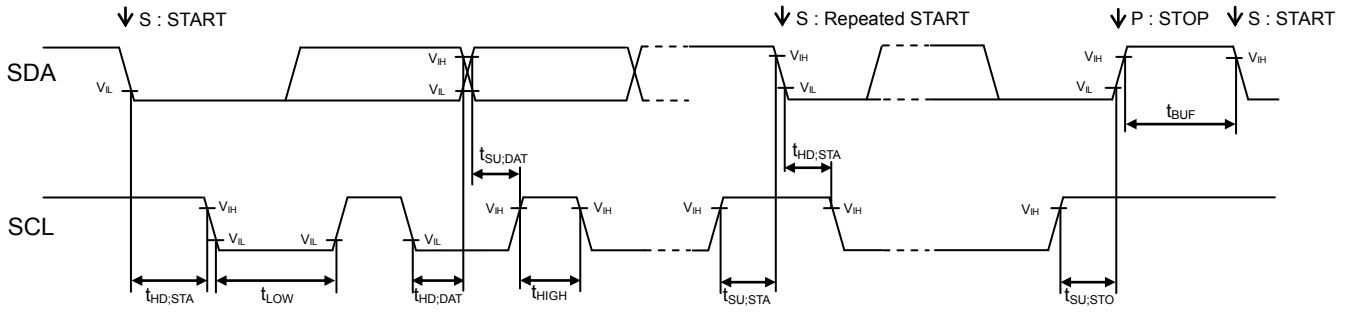 S : START
S : Repeated START
P : STOP
S : START
SDA
VIL
VIH
VIL
VIH
VIL
VIL
VIH
VIH
tBUF
tSU;DAT
tHD;STA
SCL
VIH
VIL
VIL
VIL
VIH
VIH
VIH
VIH
VIH
tHD;STA
tLOW
tHD;DAT
tHIGH
tSU;STA
tSU;STO